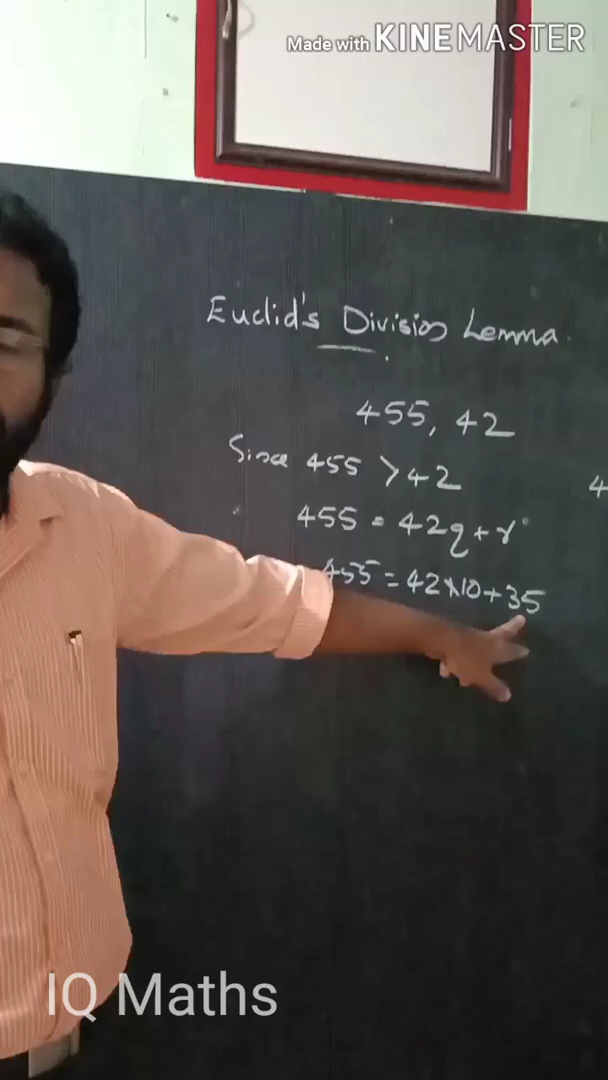 Made with KINEMASTER
Euclid's Division Lemma
455, 42
Since 455 > 42
4
455 = 42q + r
455 = 42×10+35
IQ Maths